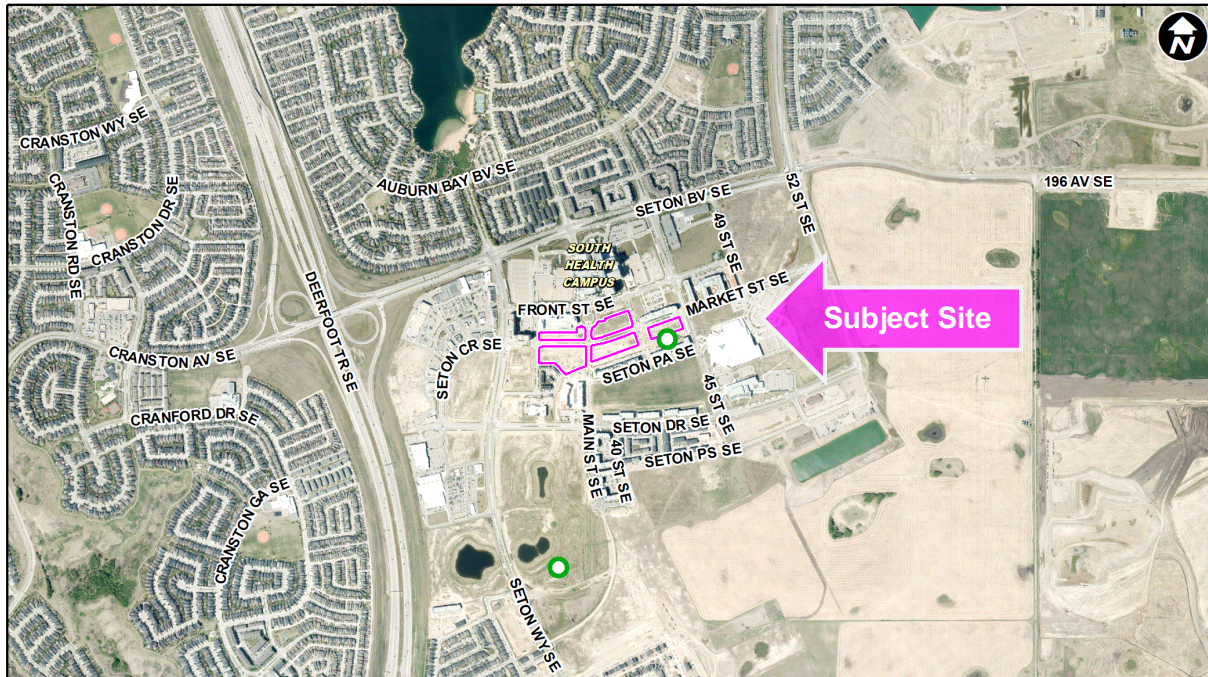 N
CRANSTON WY SE
CRANSTON RD SE
CRANSTON DR SE
AUBURN BAY BV SE
SETON BV SE
52 ST SE
196 AV SE
49 ST SE
SOUTH
HEALTH
CAMPUS
DEERFOOT TR SE
FRONT ST SE
MARKET ST SE
Subject Site
CRANSTON AV SE
SETON CR SE
SETON PA SE
CRANFORD DR SE
MAIN ST SE
40 ST SE
SETON DR SE
45 ST SE
SETON PS SE
CRANSTON GA SE
SETON WY SE